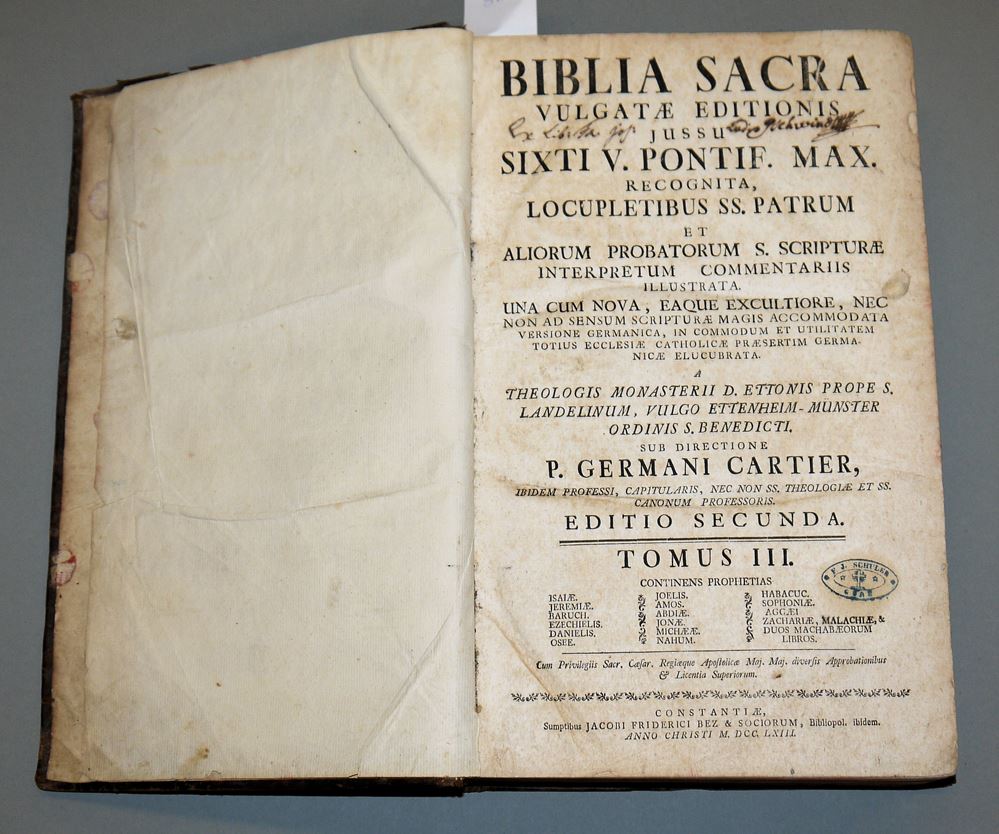 BIBLIA SACRA
VULGATÆ EDITIONIS
Ex Libris Jos:
JUSSU
SIXTI V. PONTIF. MAX.
RECOGNITA,
LOCUPLETIBUS SS. PATRUM
ET
ALIORUM PROBATORUM S. SCRIPTURÆ
INTERPRETUM COMMENTARIIS
ILLUSTRATA.
UNA CUM NOVA, EAQUE EXCULTIORE, NEC
NON AD SENSUM SCRIPTURÆ MAGIS ACCOMMODATA
VERSIONE GERMANICA, IN COMMODUM ET UTILITATEM
TOTIUS ECCLESIÆ CATHOLICÆ PRÆSERTIM GERMA-
NICÆ ELUCUBRATA.
A
THEOLOGIS MONASTERII D. ETTONIS PROPE S.
LANDELINUM, VULGO ETTENHEIM-MÜNSTER
ORDINIS S. BENEDICTI.
SUB DIRECTIONE
P. GERMANI CARTIER,
IBIDEM PROFESSI, CAPITULARIS, NEC NON SS. THEOLOGIÆ ET SS.
CANONUM PROFESSORIS.
EDITIO SECUNDA.
TOMUS III.
CONTINENS PROPHETIAS
ISAIÆ.
JEREMIÆ.
BARUCH.
EZECHIELIS.
DANIELIS.
OSEE.
JOELIS.
AMOS.
ABDIÆ.
JONÆ.
MICHÆÆ.
NAHUM.
HABACUC.
SOPHONIÆ.
AGGÆI
ZACHARIÆ, MALACHIÆ, &
DUOS MACHABÆORUM
LIBROS.
F. J. SCHULER
Cum Privilegiis Sacr. Cæsar. Regiæque Apostolicæ Maj. Maj. diversis Approbationibus
& Licentia Superiorum.
CONSTANTIÆ,
Sumptibus JACOBI FRIDERICI BEZ & SOCIORUM, Bibliopol. ibidem.
ANNO CHRISTI M. DCC. LXIII.